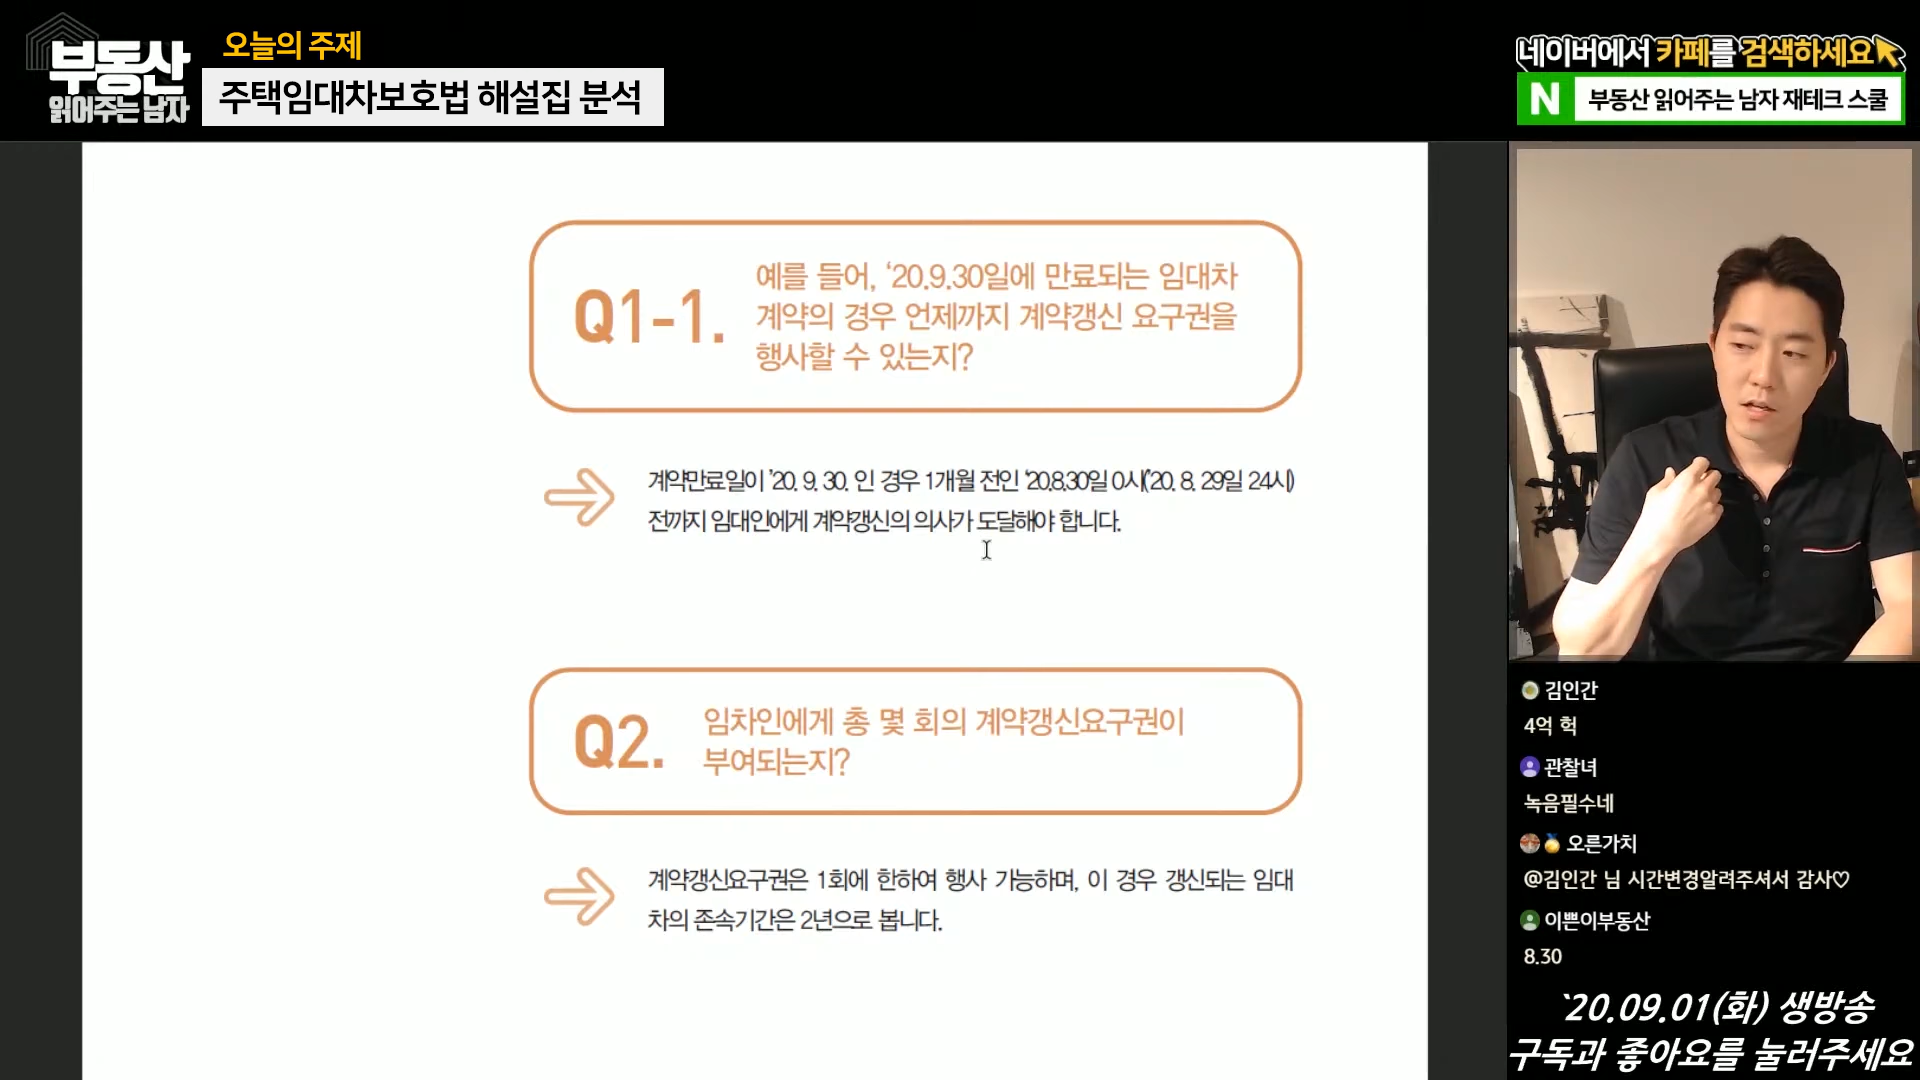 부동산
읽어주는 남자
오늘의 주제
주택임대차보호법 해설집 분석
네이버에서 카페를 검색하세요
N 부동산 읽어주는 남자 재테크 스쿨
Q1-1. 예를 들어, ‘20.9.30일에 만료되는 임대차
계약의 경우 언제까지 계약갱신 요구권을
행사할 수 있는지?
계약만료일이 ’20. 9. 30. 인 경우 1개월 전인 ‘20.8.30일 0시(’20. 8. 29일 24시)
전까지 임대인에게 계약갱신의 의사가 도달해야 합니다.
Q2. 임차인에게 총 몇 회의 계약갱신요구권이
부여되는지?
계약갱신요구권은 1회에 한하여 행사 가능하며, 이 경우 갱신되는 임대
차의 존속기간은 2년으로 봅니다.
김인간
4억 헉
관찰녀
녹음필수네
오른가치
@김인간 님 시간변경알려주셔서 감사♡
이쁜이부동산
8.30
`20.09.01(화) 생방송
구독과 좋아요를 눌러주세요